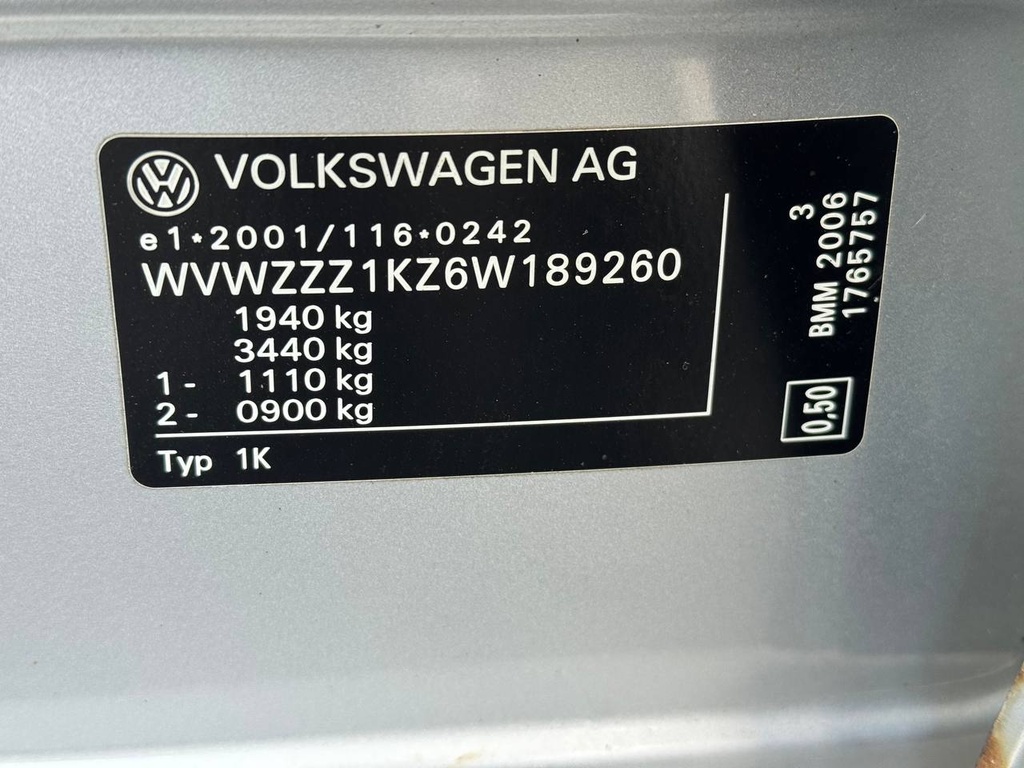 VOLKSWAGEN AG
e1*2001/116*0242
WVWZZZ1KZ6W189260
1940 kg
3440 kg
1 - 1110 kg
2 - 0900 kg
Typ 1K
3
BMM 2006
1765757
0,50